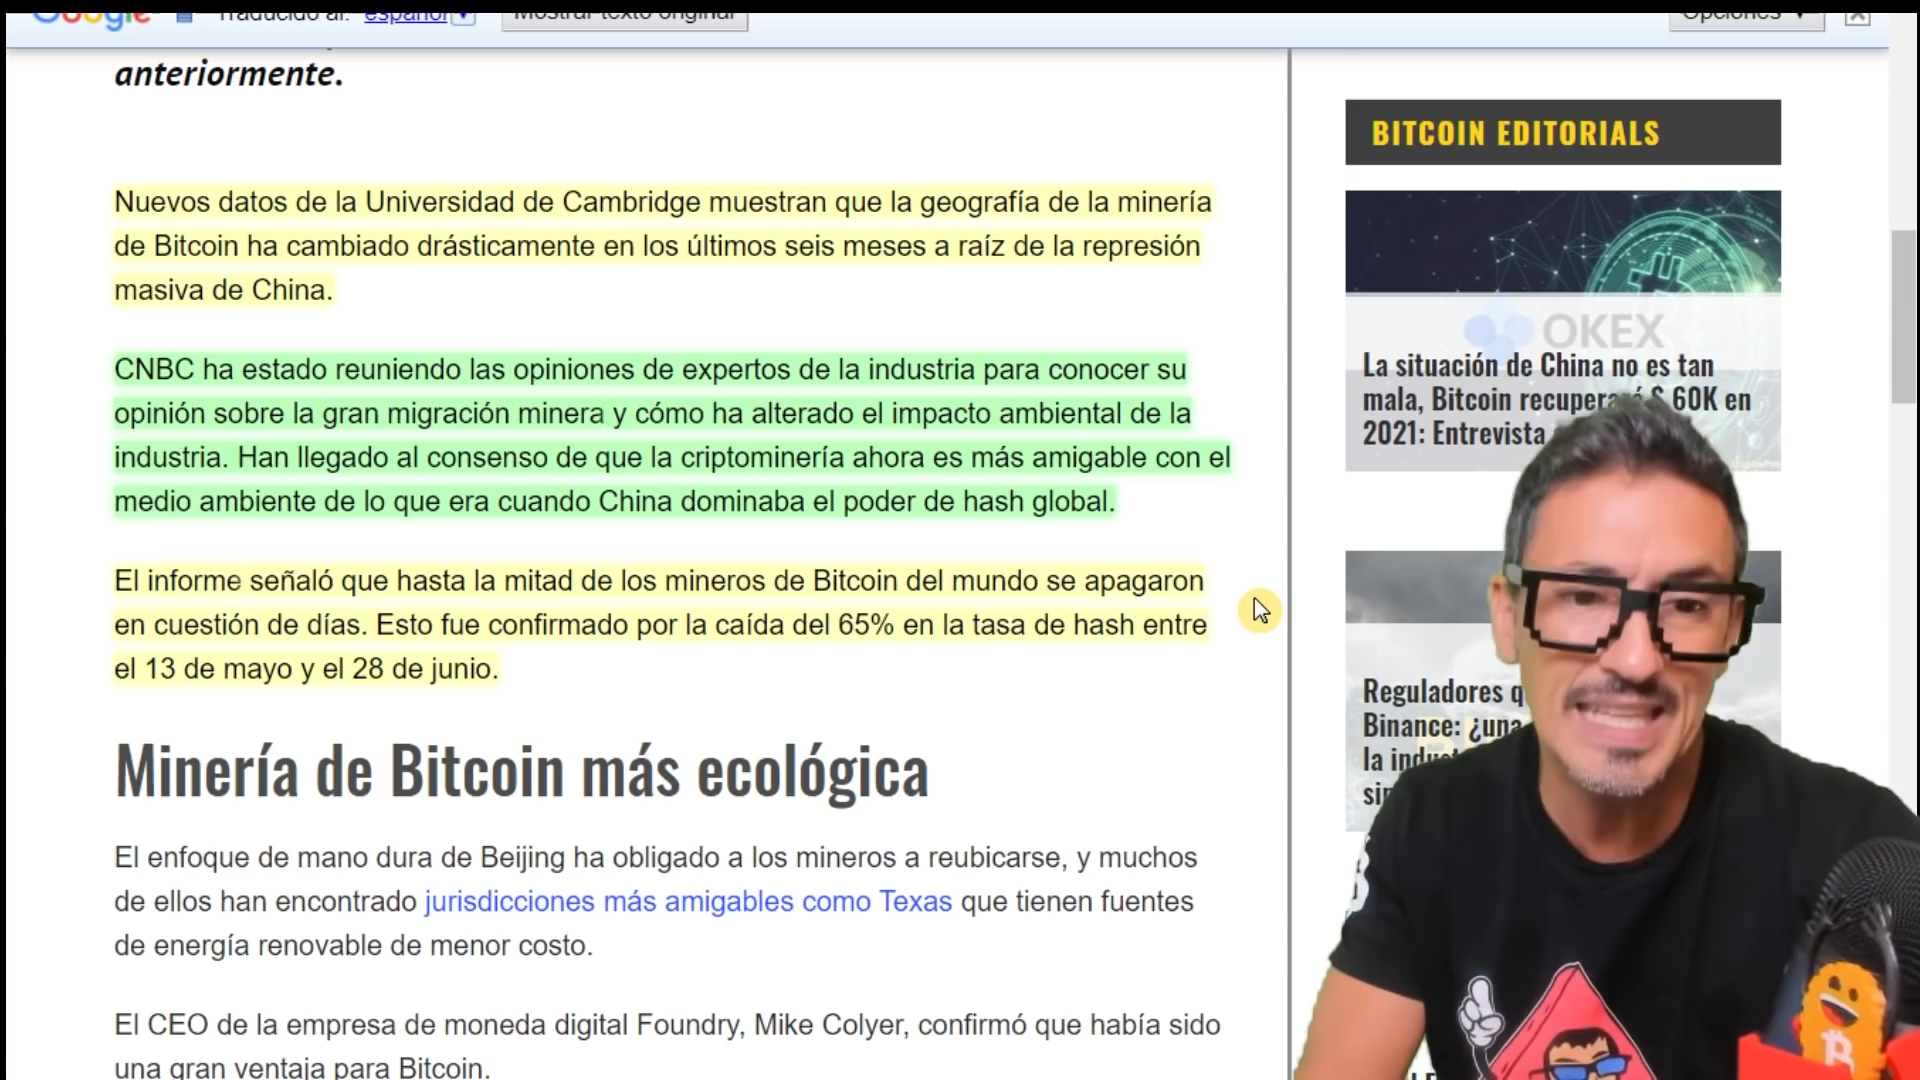 Google
Traducido al: español
Mostrar texto original
Opciones ▼
anteriormente.
Nuevos datos de la Universidad de Cambridge muestran que la geografía de la minería
de Bitcoin ha cambiado drásticamente en los últimos seis meses a raíz de la represión
masiva de China.
CNBC ha estado reuniendo las opiniones de expertos de la industria para conocer su
opinión sobre la gran migración minera y cómo ha alterado el impacto ambiental de la
industria. Han llegado al consenso de que la criptominería ahora es más amigable con el
medio ambiente de lo que era cuando China dominaba el poder de hash global.
El informe señaló que hasta la mitad de los mineros de Bitcoin del mundo se apagaron
en cuestión de días. Esto fue confirmado por la caída del 65% en la tasa de hash entre
el 13 de mayo y el 28 de junio.
Minería de Bitcoin más ecológica
El enfoque de mano dura de Beijing ha obligado a los mineros a reubicarse, y muchos
de ellos han encontrado jurisdicciones más amigables como Texas que tienen fuentes
de energía renovable de menor costo.
El CEO de la empresa de moneda digital Foundry, Mike Colyer, confirmó que había sido
una gran ventaja para Bitcoin.
BITCOIN EDITORIALS
OKEX
La situación de China no es tan
mala, Bitcoin recuperará $ 60K en
2021: Entrevista
Reguladores
Binance: ¿una
la